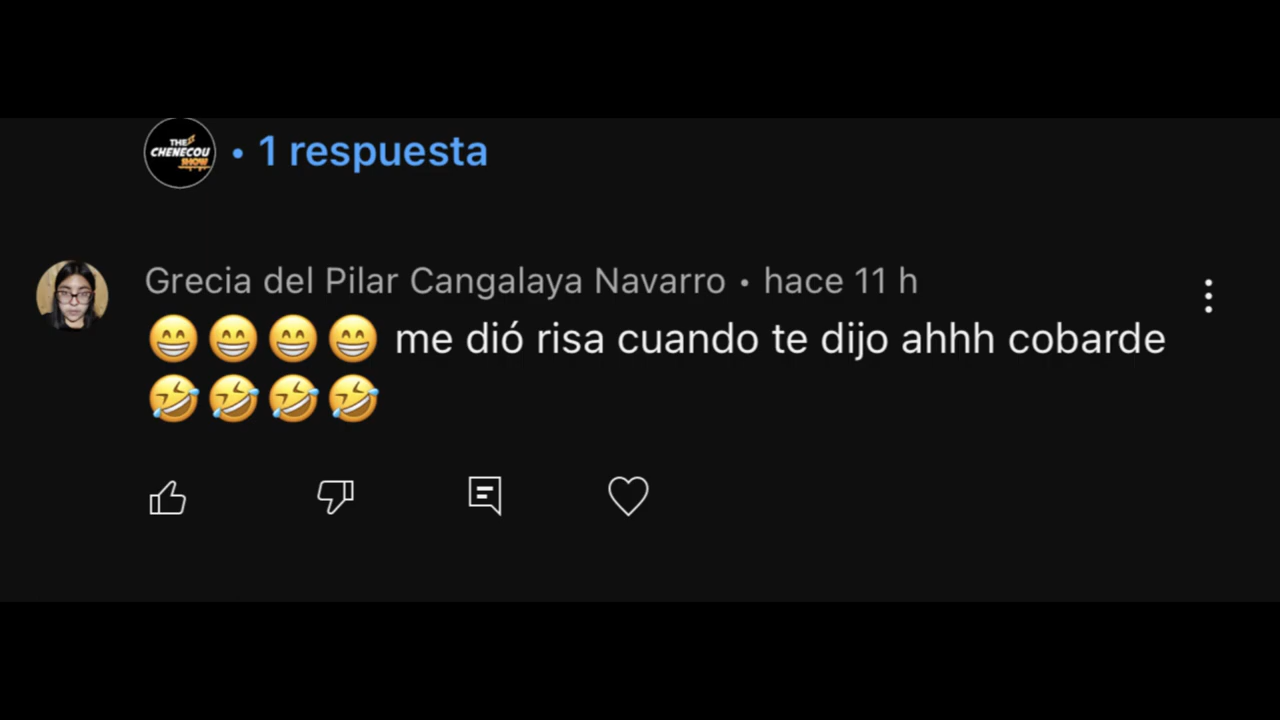 THE
CHENECOU
SHOW
• 1 respuesta
Grecia del Pilar Cangalaya Navarro • hace 11 h
😁😁😁😁 me dió risa cuando te dijo ahhh cobarde
🤣🤣🤣🤣